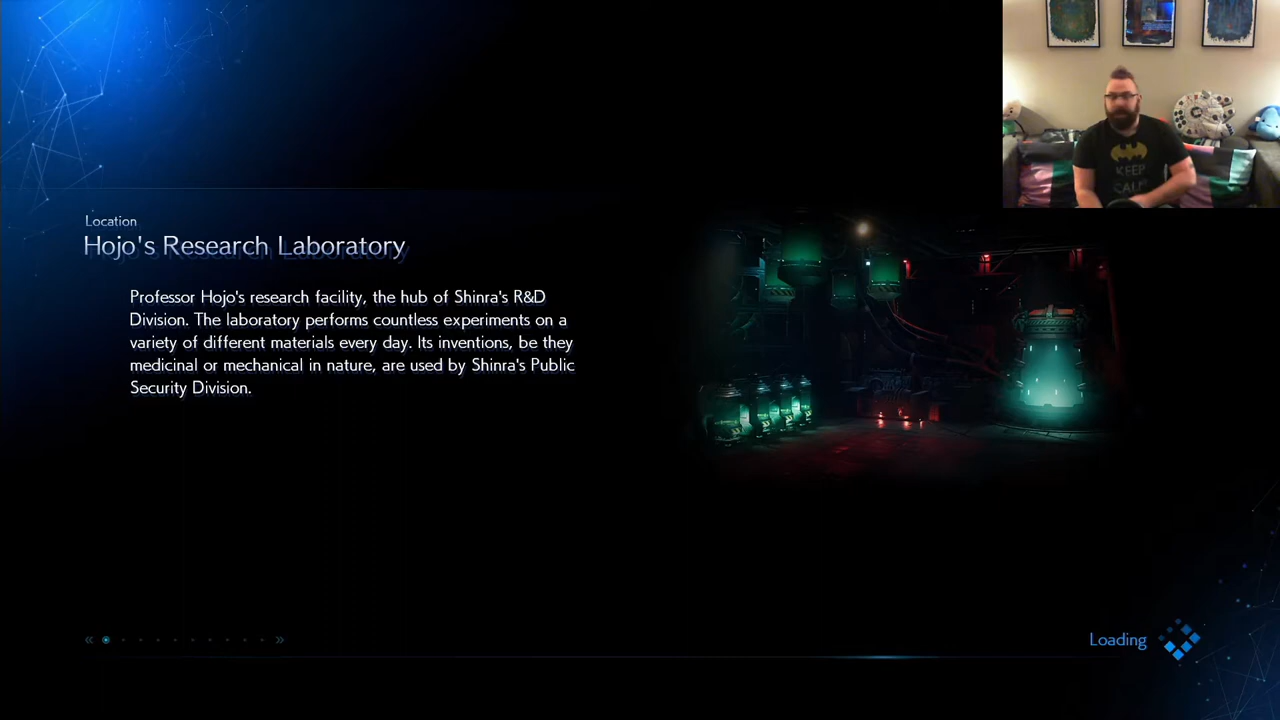 Location
Hojo's Research Laboratory
Professor Hojo's research facility, the hub of Shinra's R&D
Division. The laboratory performs countless experiments on a
variety of different materials every day. Its inventions, be they
medicinal or mechanical in nature, are used by Shinra's Public
Security Division.
KEEP
CALM
Loading